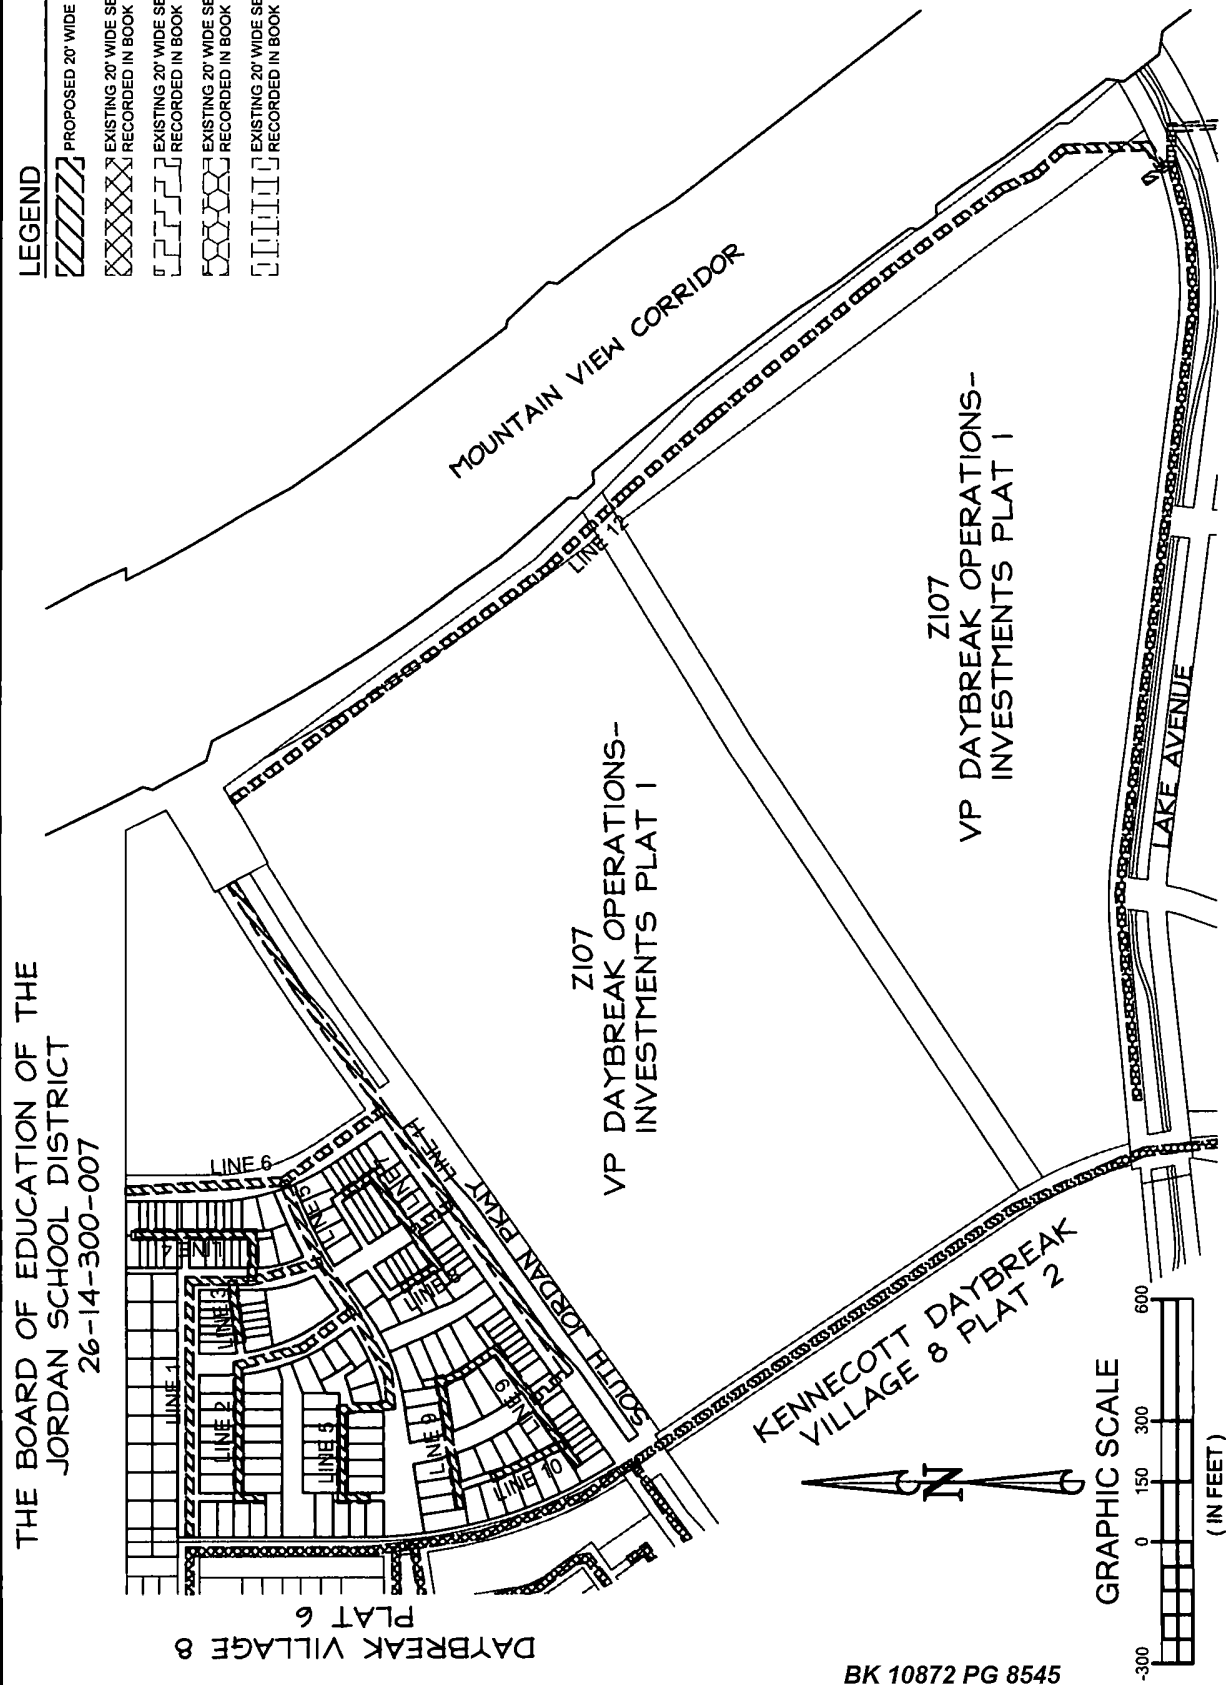 THE BOARD OF EDUCATION OF THE
JORDAN SCHOOL DISTRICT
26-14-300-007
LEGEND
PROPOSED 20' WIDE
EXISTING 20' WIDE SE
RECORDED IN BOOK
EXISTING 20' WIDE SE
RECORDED IN BOOK
EXISTING 20' WIDE SE
RECORDED IN BOOK
EXISTING 20' WIDE SE
RECORDED IN BOOK
MOUNTAIN VIEW CORRIDOR
LINE 12
Z107
VP DAYBREAK OPERATIONS-
INVESTMENTS PLAT 1
Z107
VP DAYBREAK OPERATIONS-
INVESTMENTS PLAT 1
LAKE AVENUE
LINE 6
LINE 4
LINE 3
LINE 1
LINE 2
LINE 5
LINE 7
LINE 8
LINE 9
LINE 9
LINE 10
SOUTH JORDAN PKWY
KENNECOTT DAYBREAK
VILLAGE 8 PLAT 2
DAYBREAK VILLAGE 8
PLAT 6
N
GRAPHIC SCALE
-300 0 150 300 600
( IN FEET )
BK 10872 PG 8545